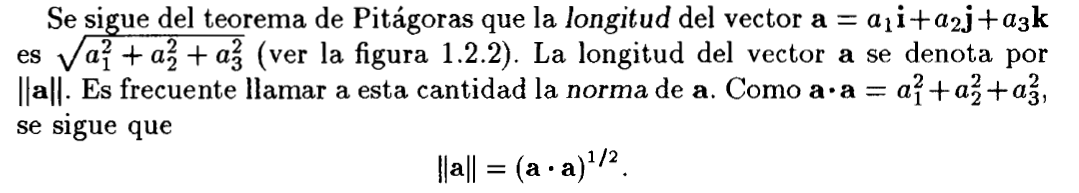 Se sigue del teorema de Pitágoras que la longitud del vector a = a₁i+a₂j+a₃k
es √(a₁²+a₂²+a₃²) (ver la figura 1.2.2). La longitud del vector a se denota por
||a||. Es frecuente llamar a esta cantidad la norma de a. Como a·a = a₁²+a₂²+a₃²,
se sigue que
||a|| = (a · a)^{1/2}.